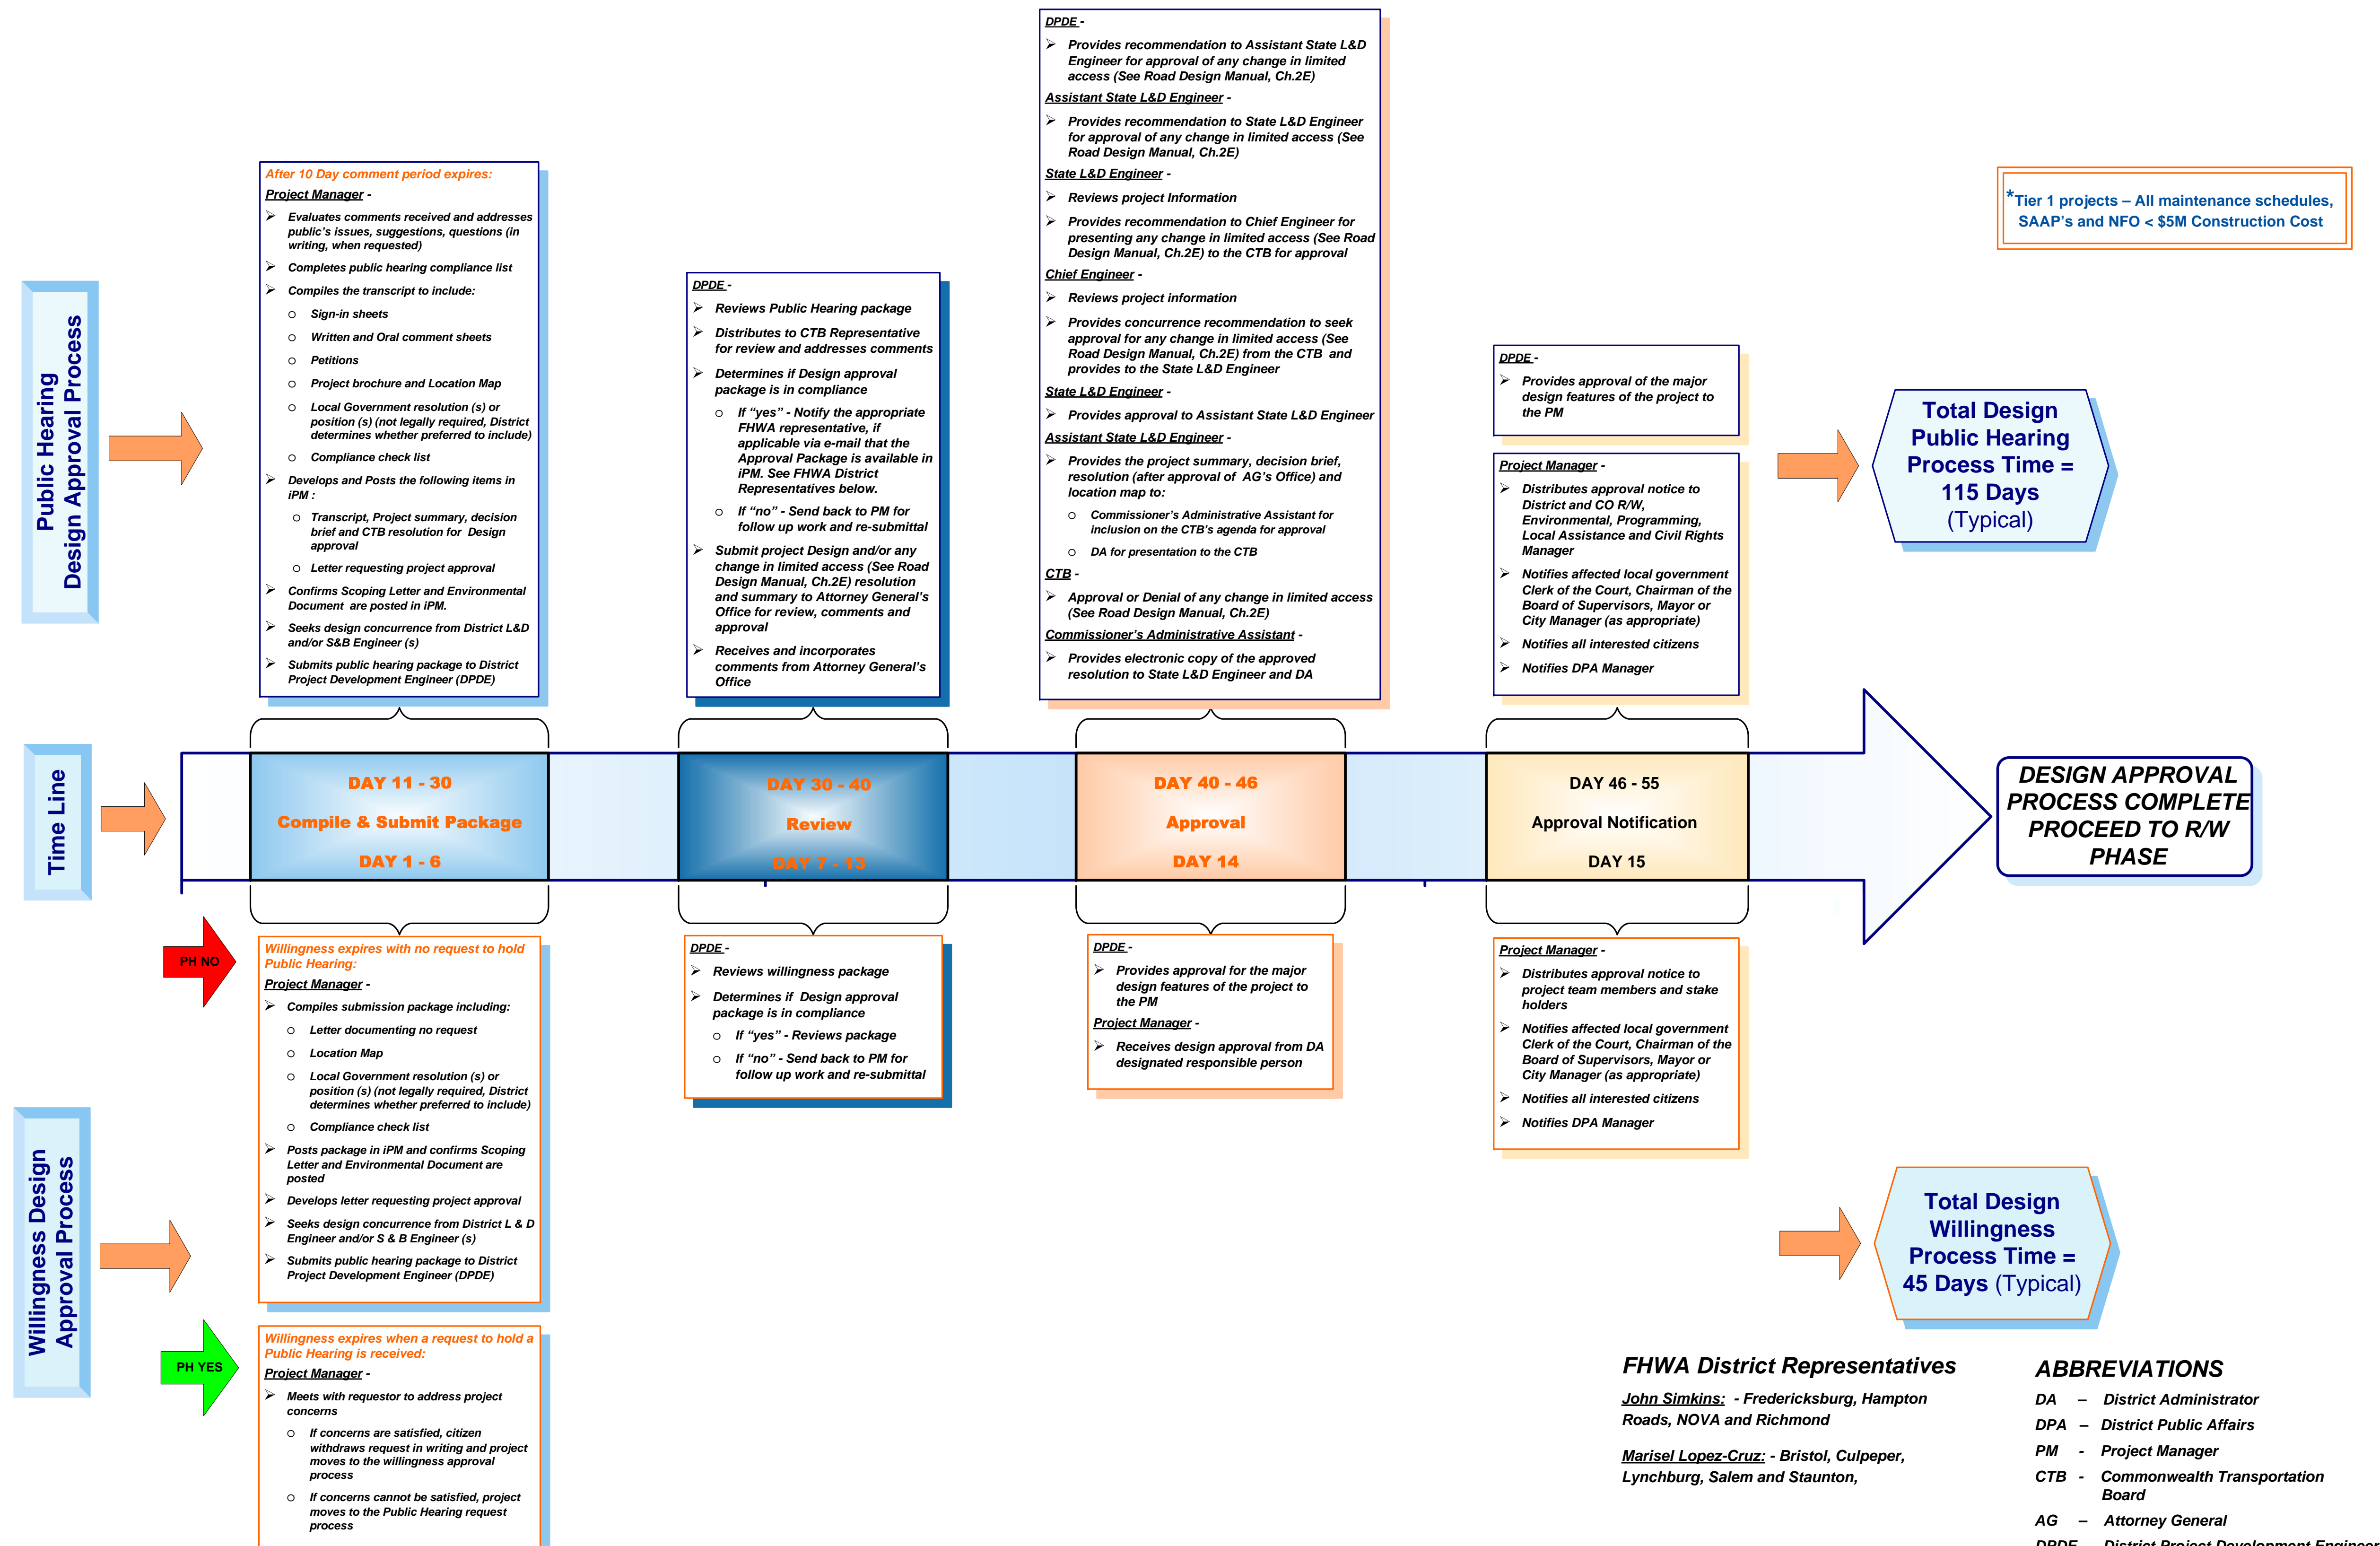 Public Hearing
Design Approval Process
After 10 Day comment period expires:
Project Manager -
➢ Evaluates comments received and addresses
public's issues, suggestions, questions (in
writing, when requested)
➢ Completes public hearing compliance list
➢ Compiles the transcript to include:
o Sign-in sheets
o Written and Oral comment sheets
o Petitions
o Project brochure and Location Map
o Local Government resolution (s) or
position (s) (not legally required, District
determines whether preferred to include)
o Compliance check list
➢ Develops and Posts the following items in
iPM :
o Transcript, Project summary, decision
brief and CTB resolution for Design
approval
o Letter requesting project approval
➢ Confirms Scoping Letter and Environmental
Document are posted in iPM.
➢ Seeks design concurrence from District L&D
and/or S&B Engineer (s)
➢ Submits public hearing package to District
Project Development Engineer (DPDE)
DPDE -
➢ Reviews Public Hearing package
➢ Distributes to CTB Representative
for review and addresses comments
➢ Determines if Design approval
package is in compliance
o If “yes” - Notify the appropriate
FHWA representative, if
applicable via e-mail that the
Approval Package is available in
iPM. See FHWA District
Representatives below.
o If “no” - Send back to PM for
follow up work and re-submittal
➢ Submit project Design and/or any
change in limited access (See Road
Design Manual, Ch.2E) resolution
and summary to Attorney General's
Office for review, comments and
approval
➢ Receives and incorporates
comments from Attorney General's
Office
DPDE -
➢ Provides recommendation to Assistant State L&D
Engineer for approval of any change in limited
access (See Road Design Manual, Ch.2E)
Assistant State L&D Engineer -
➢ Provides recommendation to State L&D Engineer
for approval of any change in limited access (See
Road Design Manual, Ch.2E)
State L&D Engineer -
➢ Reviews project Information
➢ Provides recommendation to Chief Engineer for
presenting any change in limited access (See Road
Design Manual, Ch.2E) to the CTB for approval
Chief Engineer -
➢ Reviews project information
➢ Provides concurrence recommendation to seek
approval for any change in limited access (See
Road Design Manual, Ch.2E) from the CTB and
provides to the State L&D Engineer
State L&D Engineer -
➢ Provides approval to Assistant State L&D Engineer
Assistant State L&D Engineer -
➢ Provides the project summary, decision brief,
resolution (after approval of AG's Office) and
location map to:
o Commissioner's Administrative Assistant for
inclusion on the CTB's agenda for approval
o DA for presentation to the CTB
CTB -
➢ Approval or Denial of any change in limited access
(See Road Design Manual, Ch.2E)
Commissioner's Administrative Assistant -
➢ Provides electronic copy of the approved
resolution to State L&D Engineer and DA
DPDE -
➢ Provides approval of the major
design features of the project to
the PM
Project Manager -
➢ Distributes approval notice to
District and CO R/W,
Environmental, Programming,
Local Assistance and Civil Rights
Manager
➢ Notifies affected local government
Clerk of the Court, Chairman of the
Board of Supervisors, Mayor or
City Manager (as appropriate)
➢ Notifies all interested citizens
➢ Notifies DPA Manager
*Tier 1 projects – All maintenance schedules,
SAAP's and NFO < $5M Construction Cost
Total Design
Public Hearing
Process Time =
115 Days
(Typical)
Time Line
DAY 11 - 30
Compile & Submit Package
DAY 1 - 6
DAY 30 - 40
Review
DAY 7 - 13
DAY 40 - 46
Approval
DAY 14
DAY 46 - 55
Approval Notification
DAY 15
DESIGN APPROVAL
PROCESS COMPLETE
PROCEED TO R/W
PHASE
Willingness Design
Approval Process
PH NO
Willingness expires with no request to hold
Public Hearing:
Project Manager -
➢ Compiles submission package including:
o Letter documenting no request
o Location Map
o Local Government resolution (s) or
position (s) (not legally required, District
determines whether preferred to include)
o Compliance check list
➢ Posts package in iPM and confirms Scoping
Letter and Environmental Document are
posted
➢ Develops letter requesting project approval
➢ Seeks design concurrence from District L & D
Engineer and/or S & B Engineer (s)
➢ Submits public hearing package to District
Project Development Engineer (DPDE)
PH YES
Willingness expires when a request to hold a
Public Hearing is received:
Project Manager -
➢ Meets with requestor to address project
concerns
o If concerns are satisfied, citizen
withdraws request in writing and project
moves to the willingness approval
process
o If concerns cannot be satisfied, project
moves to the Public Hearing request
process
DPDE -
➢ Reviews willingness package
➢ Determines if Design approval
package is in compliance
o If “yes” - Reviews package
o If “no” - Send back to PM for
follow up work and re-submittal
DPDE -
➢ Provides approval for the major
design features of the project to
the PM
Project Manager -
➢ Receives design approval from DA
designated responsible person
Project Manager -
➢ Distributes approval notice to
project team members and stake
holders
➢ Notifies affected local government
Clerk of the Court, Chairman of the
Board of Supervisors, Mayor or
City Manager (as appropriate)
➢ Notifies all interested citizens
➢ Notifies DPA Manager
Total Design
Willingness
Process Time =
45 Days (Typical)
FHWA District Representatives
John Simkins: - Fredericksburg, Hampton
Roads, NOVA and Richmond
Marisel Lopez-Cruz: - Bristol, Culpeper,
Lynchburg, Salem and Staunton,
ABBREVIATIONS
DA – District Administrator
DPA – District Public Affairs
PM - Project Manager
CTB - Commonwealth Transportation
Board
AG – Attorney General
DPDE District Project Development Engineer